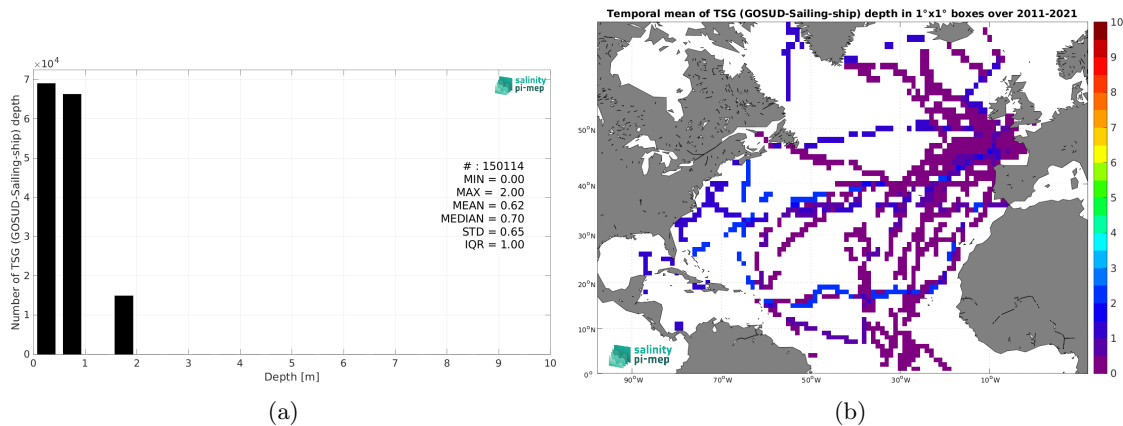 ×10⁴
7
6
5
4
3
2
1
0
Number of TSG (GOSUD-Sailing-ship) depth
salinity
pi-mep
# : 150114
MIN = 0.00
MAX = 2.00
MEAN = 0.62
MEDIAN = 0.70
STD = 0.65
IQR = 1.00
0 1 2 3 4 5 6 7 8 9 10
Depth [m]
(a)
Temporal mean of TSG (GOSUD-Sailing-ship) depth in 1°x1° boxes over 2011-2021
50°N
40°N
30°N
20°N
10°N
0°
90°W 70°W 50°W 30°W 10°W
salinity
pi-mep
10
9
8
7
6
5
4
3
2
1
0
(b)